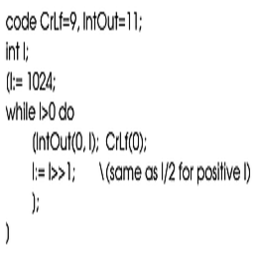 code CrLf=9, IntOut=11;
int I;
(I:= 1024;
while I>0 do
(IntOut(0, I); CrLf(0);
I:= I>>1; \(same as I/2 for positive I)
);
)